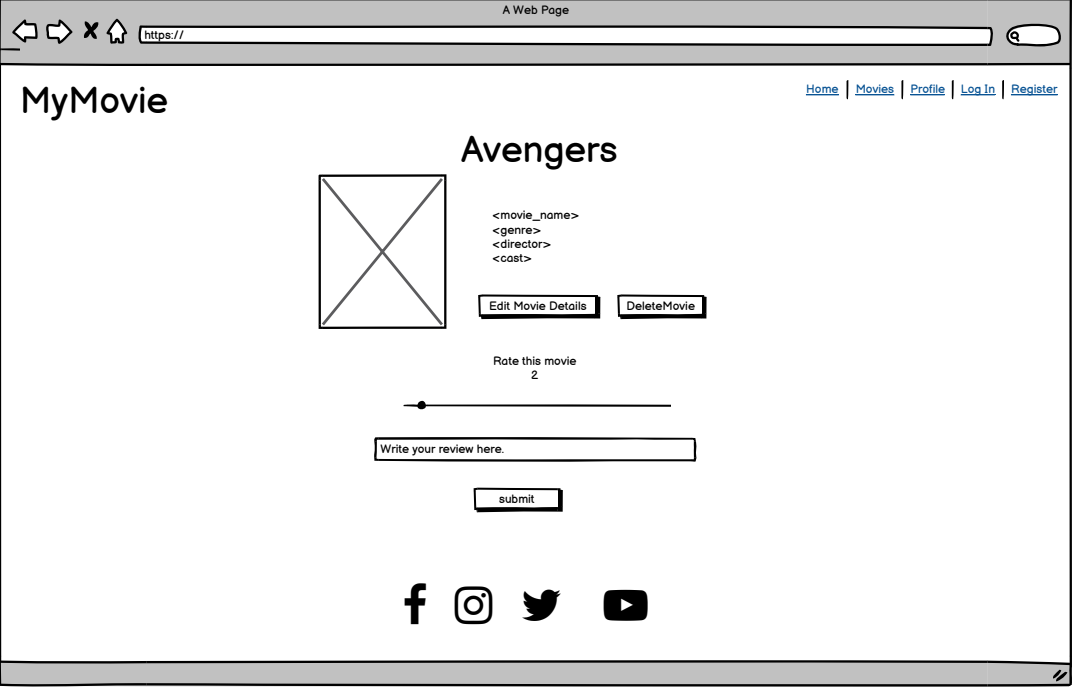 A Web Page
https://
MyMovie
Home | Movies | Profile | Log In | Register
Avengers
<movie_name>
<genre>
<director>
<cast>
Edit Movie Details
DeleteMovie
Rate this movie
2
Write your review here.
submit